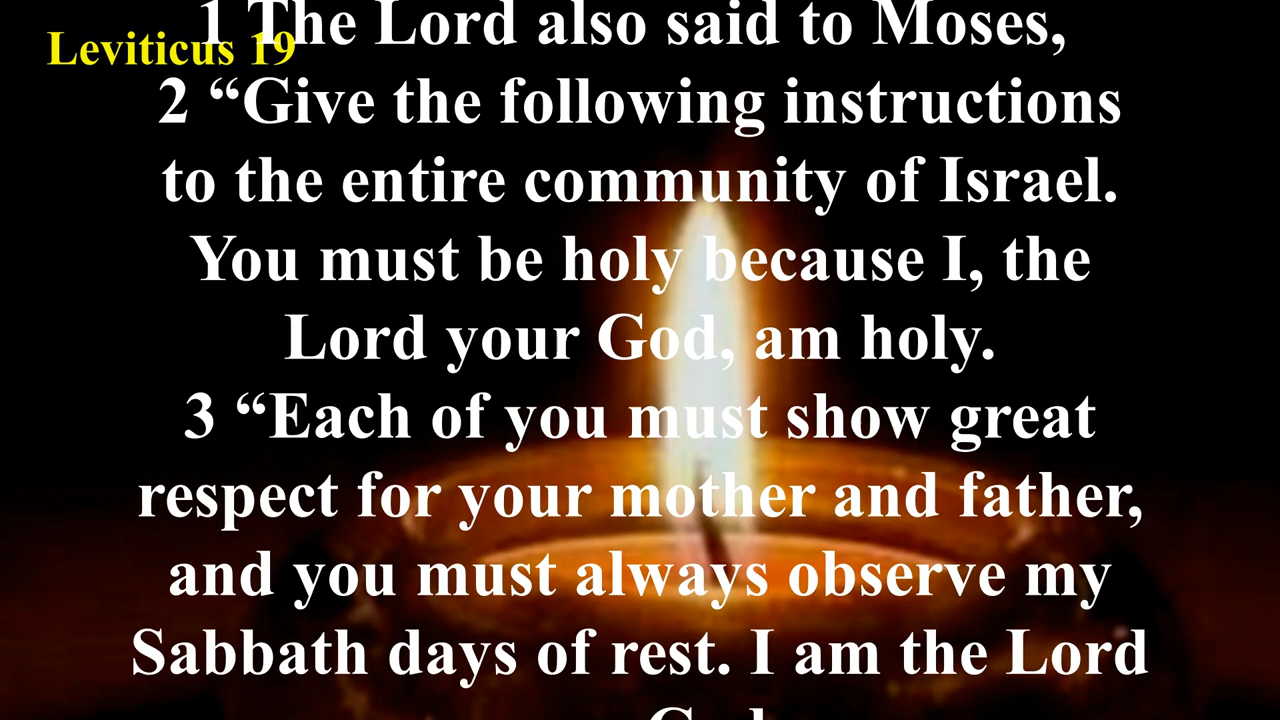 Leviticus 19
1 The Lord also said to Moses,
2 “Give the following instructions
to the entire community of Israel.
You must be holy because I, the
Lord your God, am holy.
3 “Each of you must show great
respect for your mother and father,
and you must always observe my
Sabbath days of rest. I am the Lord